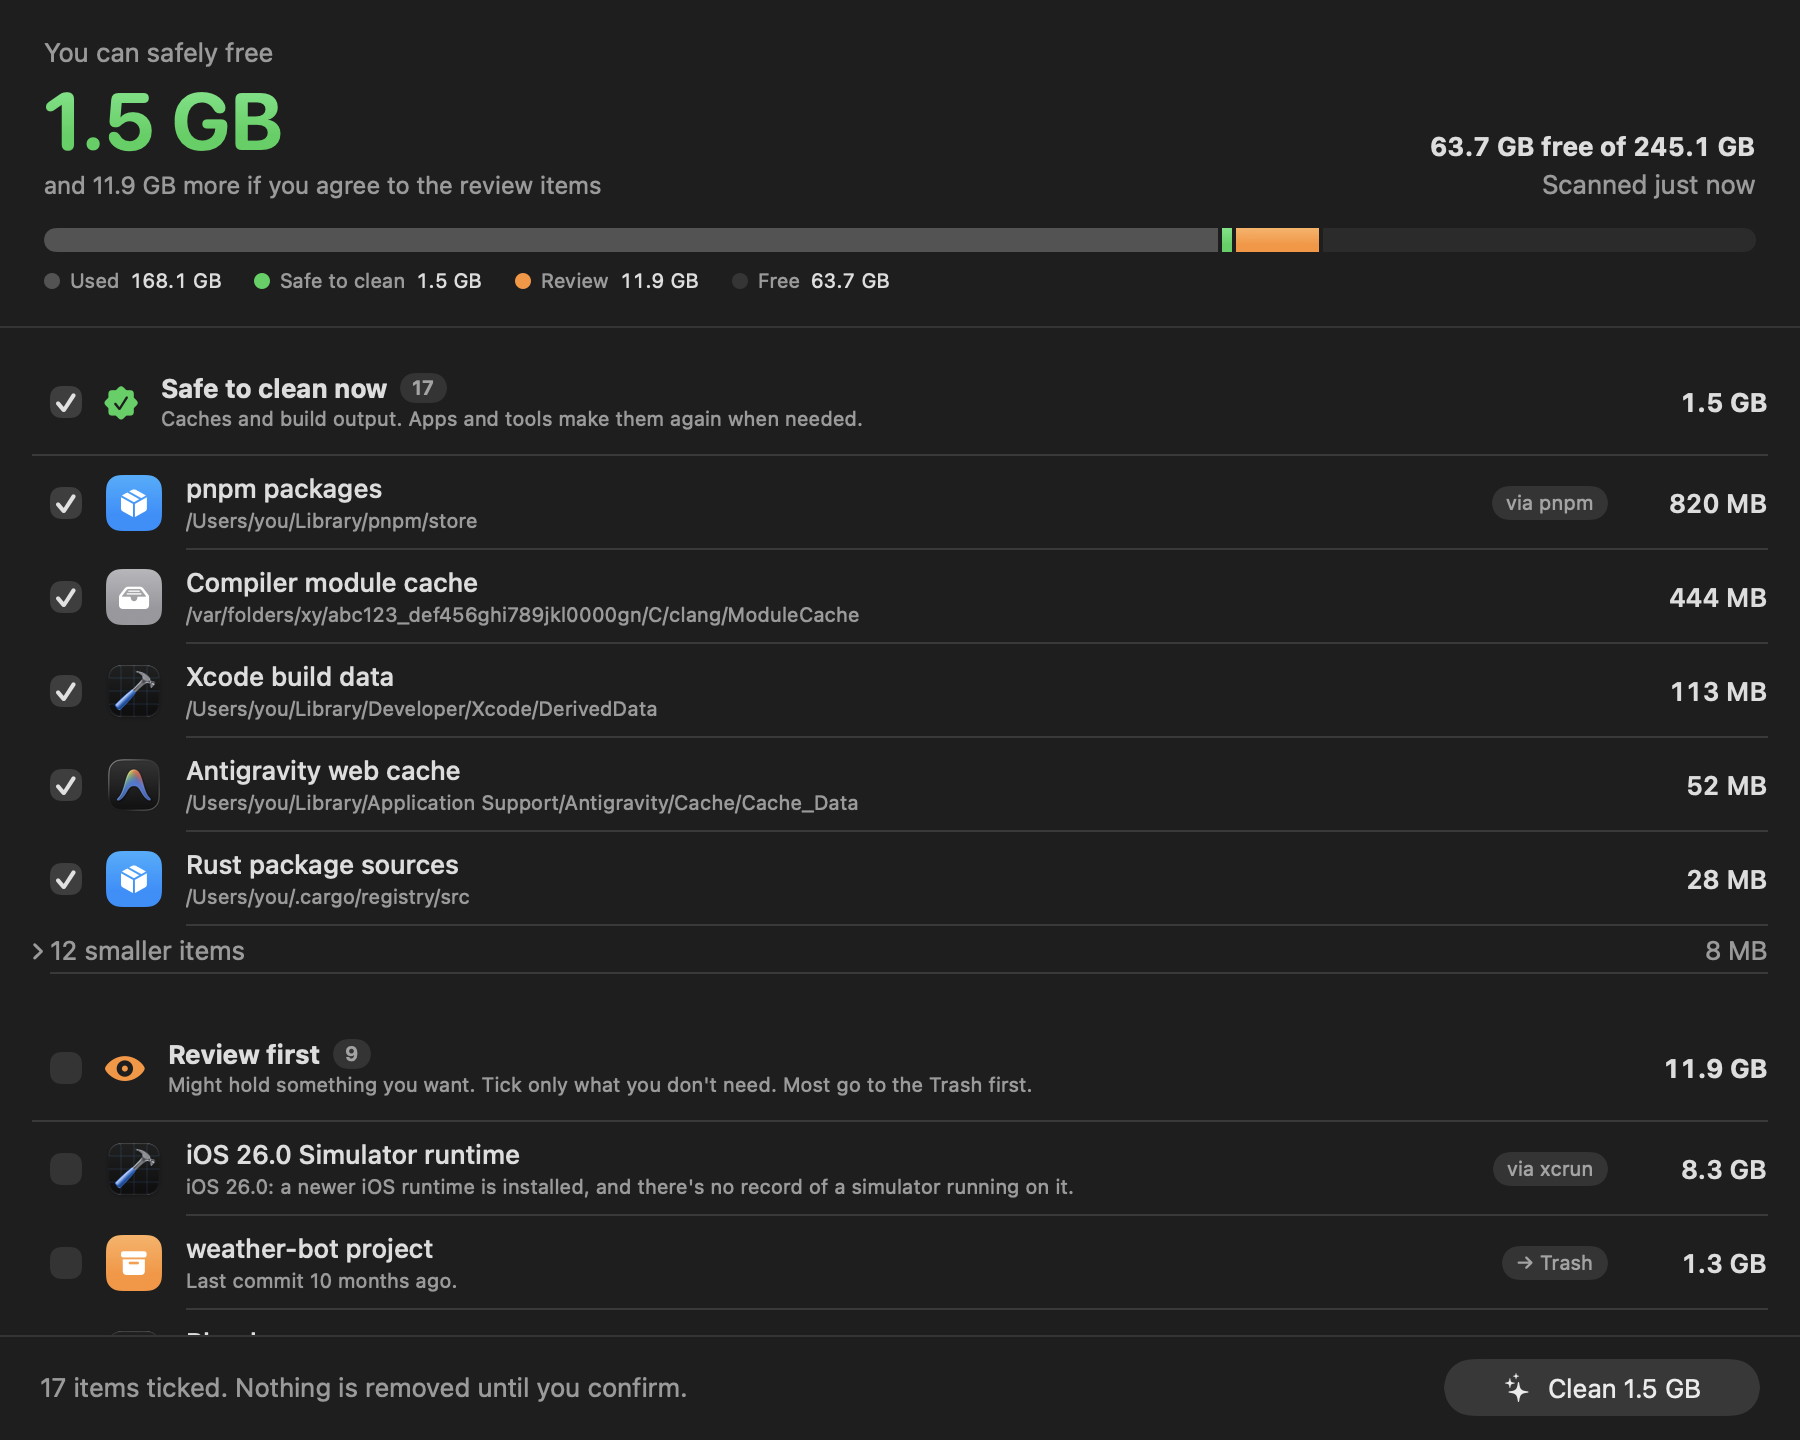 You can safely free
1.5 GB
and 11.9 GB more if you agree to the review items
63.7 GB free of 245.1 GB
Scanned just now
Used 168.1 GB Safe to clean 1.5 GB Review 11.9 GB Free 63.7 GB
Safe to clean now 17
Caches and build output. Apps and tools make them again when needed.
1.5 GB
pnpm packages
/Users/you/Library/pnpm/store
via pnpm 820 MB
Compiler module cache
/var/folders/xy/abc123_def456ghi789jkl0000gn/C/clang/ModuleCache
444 MB
Xcode build data
/Users/you/Library/Developer/Xcode/DerivedData
113 MB
Antigravity web cache
/Users/you/Library/Application Support/Antigravity/Cache/Cache_Data
52 MB
Rust package sources
/Users/you/.cargo/registry/src
28 MB
12 smaller items 8 MB
Review first 9
Might hold something you want. Tick only what you don't need. Most go to the Trash first.
11.9 GB
iOS 26.0 Simulator runtime
iOS 26.0: a newer iOS runtime is installed, and there's no record of a simulator running on it.
via xcrun 8.3 GB
weather-bot project
Last commit 10 months ago.
→ Trash 1.3 GB
17 items ticked. Nothing is removed until you confirm.
Clean 1.5 GB